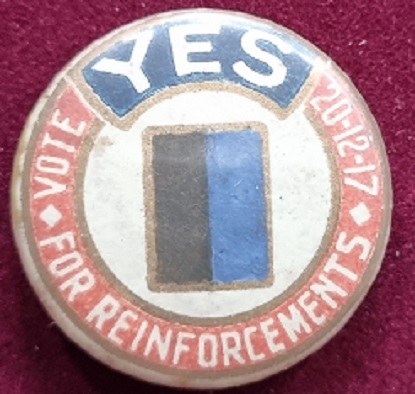 YES
VOTE ◆ FOR REINFORCEMENTS ◆ 20-12-17